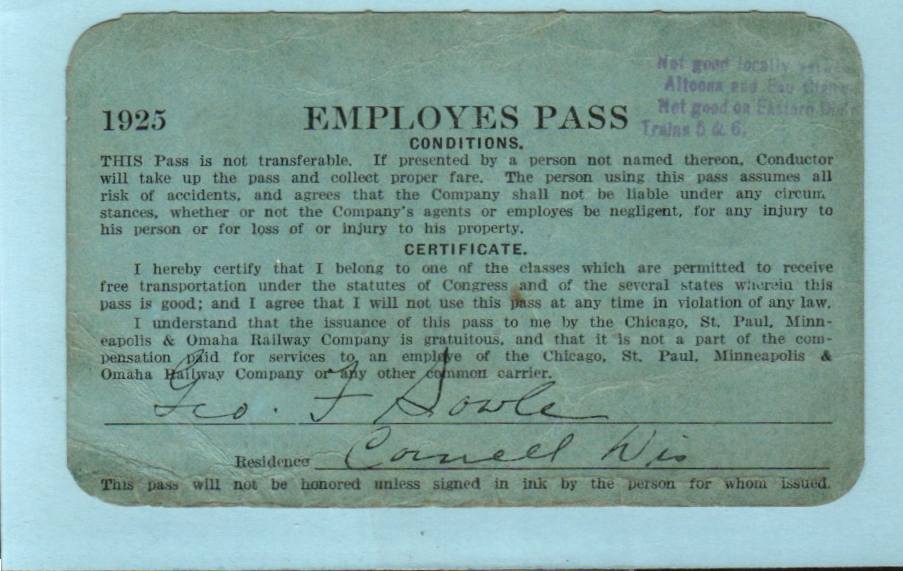 Not good locally
Altoona and Eau
Not good on Eastern
Trains 5 & 6.
1925
EMPLOYES PASS
CONDITIONS.
THIS Pass is not transferable. If presented by a person not named thereon, Conductor
will take up the pass and collect proper fare. The person using this pass assumes all
risk of accidents, and agrees that the Company shall not be liable under any circum
stances, whether or not the Company's agents or employes be negligent, for any injury to
his person or for loss of or injury to his property.
CERTIFICATE.
I hereby certify that I belong to one of the classes which are permitted to receive
free transportation under the statutes of Congress and of the several states wherein this
pass is good; and I agree that I will not use this pass at any time in violation of any law.
I understand that the issuance of this pass to me by the Chicago, St. Paul, Minn-
eapolis & Omaha Railway Company is gratuitous, and that it is not a part of the com-
pensation paid for services to an employe of the Chicago, St. Paul, Minneapolis &
Omaha Railway Company or any other common carrier.
Geo. F Sowle
Residence Cornell Wis
This pass will not be honored unless signed in ink by the person for whom issued.